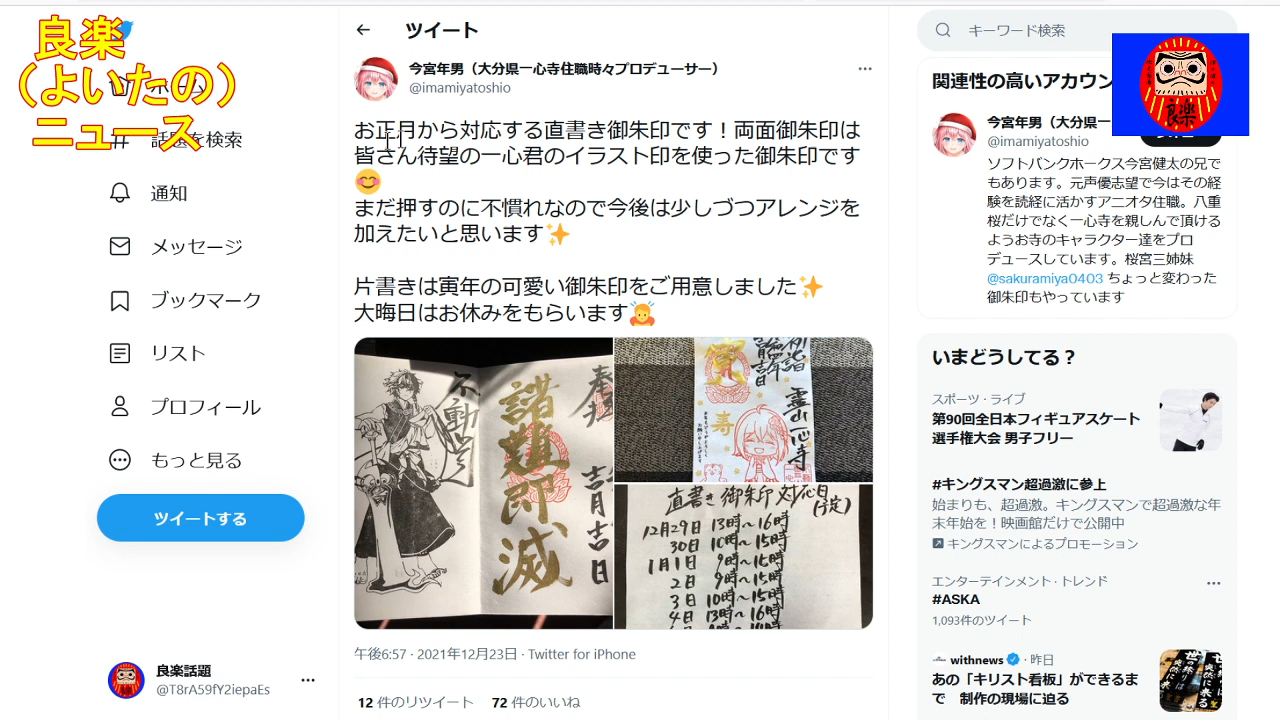 良楽
（よいたの）
ニュース
話題を検索
通知
メッセージ
ブックマーク
リスト
プロフィール
もっと見る
ツイートする
良楽話題
@T8rA59fY2iepaEs
ツイート
今宮年男（大分県一心寺住職時々プロデューサー）
@imamiyatoshio
お正月から対応する直書き御朱印です！両面御朱印は
皆さん待望の一心君のイラスト印を使った御朱印です
😊
まだ押すのに不慣れなので今後は少しづつアレンジを
加えたいと思います✨
片書きは寅年の可愛い御朱印をご用意しました✨
大晦日はお休みをもらいます🙇
不動尊
諸願即滅
奉拝
吉日
初詣
寅
寿
霊山一心寺
直書き御朱印対応日
(予定)
12月29日 13時〜16時
30日 10時〜15時
1月1日 9時〜15時
2日 9時〜15時
3日 10時〜15時
4日 13時〜16時
午後6:57 · 2021年12月23日 · Twitter for iPhone
12 件のリツイート 72 件のいいね
キーワード検索
関連性の高いアカウン
良楽
今宮年男（大分県一
@imamiyatoshio
ソフトバンクホークス今宮健太の兄で
もあります。元声優志望で今はその経
験を読経に活かすアニオタ住職。八重
桜だけでなく一心寺を親しんで頂ける
ようお寺のキャラクター達をプロ
デュースしています。桜宮三姉妹
@sakuramiya0403 ちょっと変わった
御朱印もやっています
いまどうしてる？
スポーツ · ライブ
第90回全日本フィギュアスケート
選手権大会 男子フリー
#キングスマン超過激に参上
始まりも、超過激。キングスマンで超過激な年
末年始を！映画館だけで公開中
キングスマンによるプロモーション
エンターテインメント · トレンド
#ASKA
1,093件のツイート
withnews · 昨日
あの「キリスト看板」ができるま
で 制作の現場に迫る